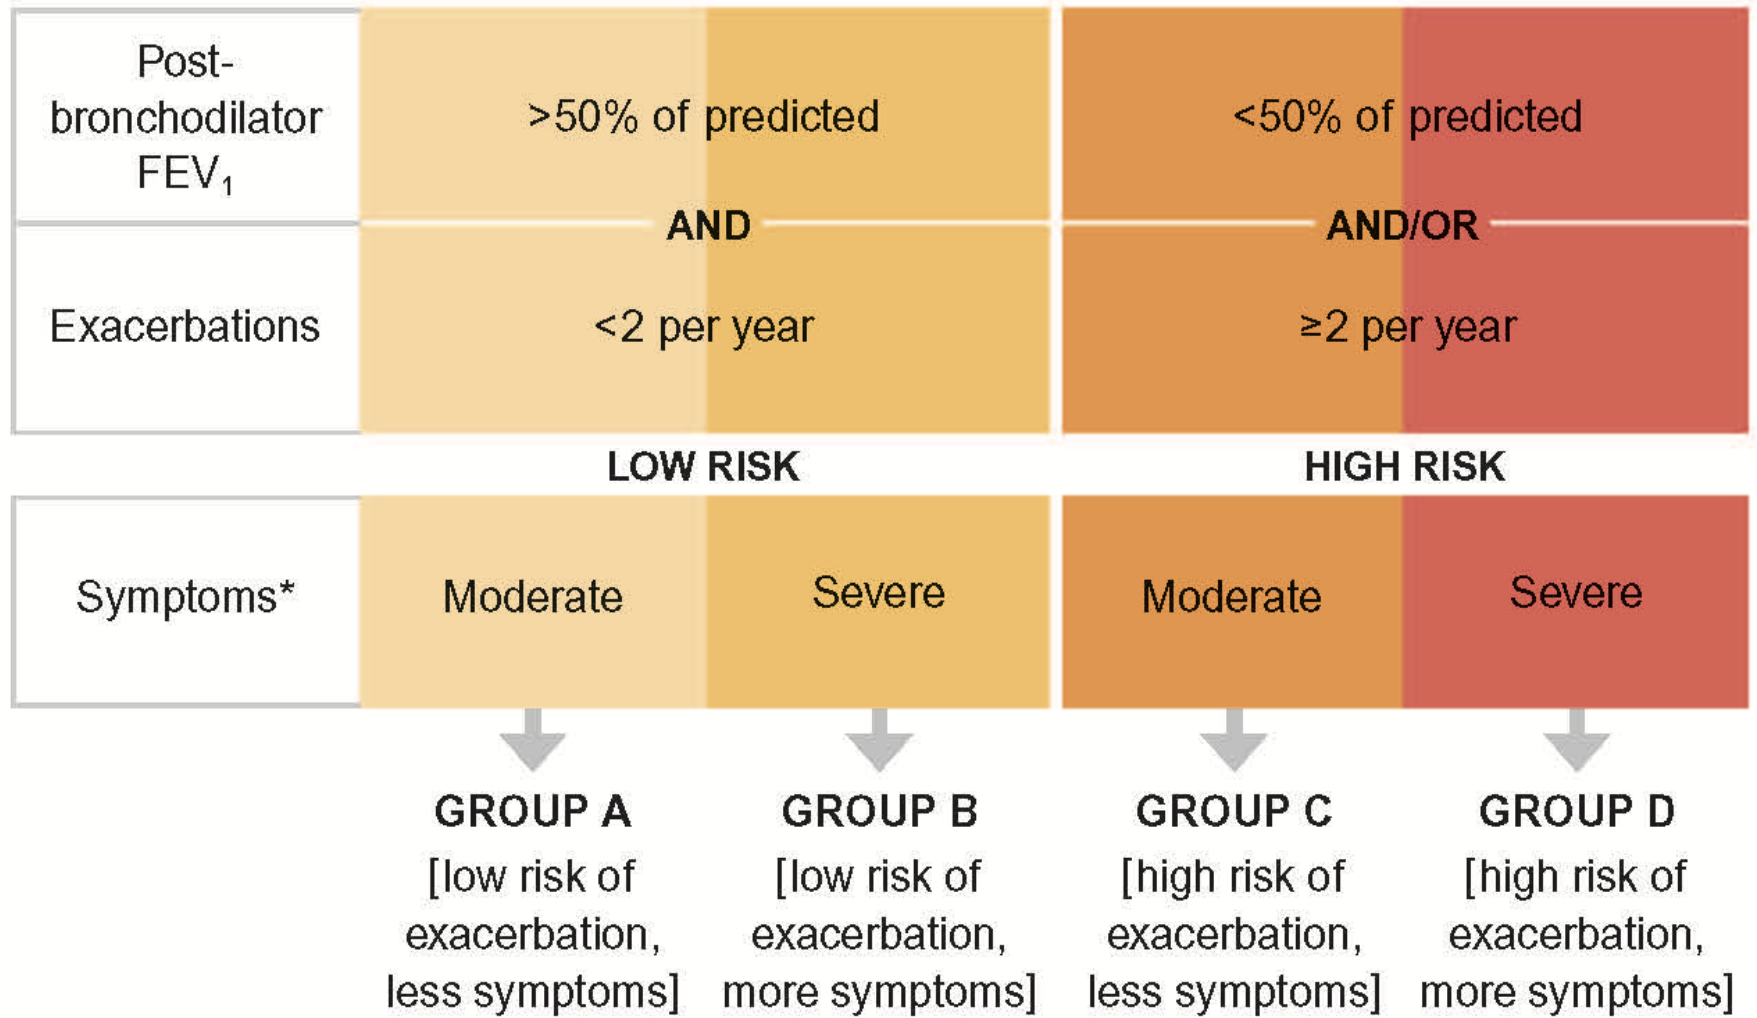 Post-
bronchodilator
FEV₁
>50% of predicted
<50% of predicted
AND
AND/OR
Exacerbations
<2 per year
≥2 per year
LOW RISK
HIGH RISK
Symptoms*
Moderate
Severe
Moderate
Severe
GROUP A
[low risk of
exacerbation,
less symptoms]
GROUP B
[low risk of
exacerbation,
more symptoms]
GROUP C
[high risk of
exacerbation,
less symptoms]
GROUP D
[high risk of
exacerbation,
more symptoms]